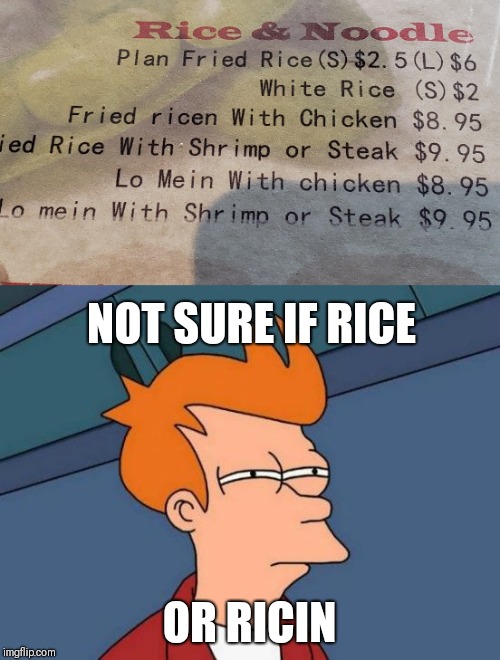 Rice & Noodle
Plan Fried Rice (S) $2.5 (L) $6
White Rice (S) $2
Fried ricen With Chicken $8.95
ied Rice With Shrimp or Steak $9.95
Lo Mein With chicken $8.95
Lo mein With Shrimp or Steak $9.95
NOT SURE IF RICE
OR RICIN
imgflip.com